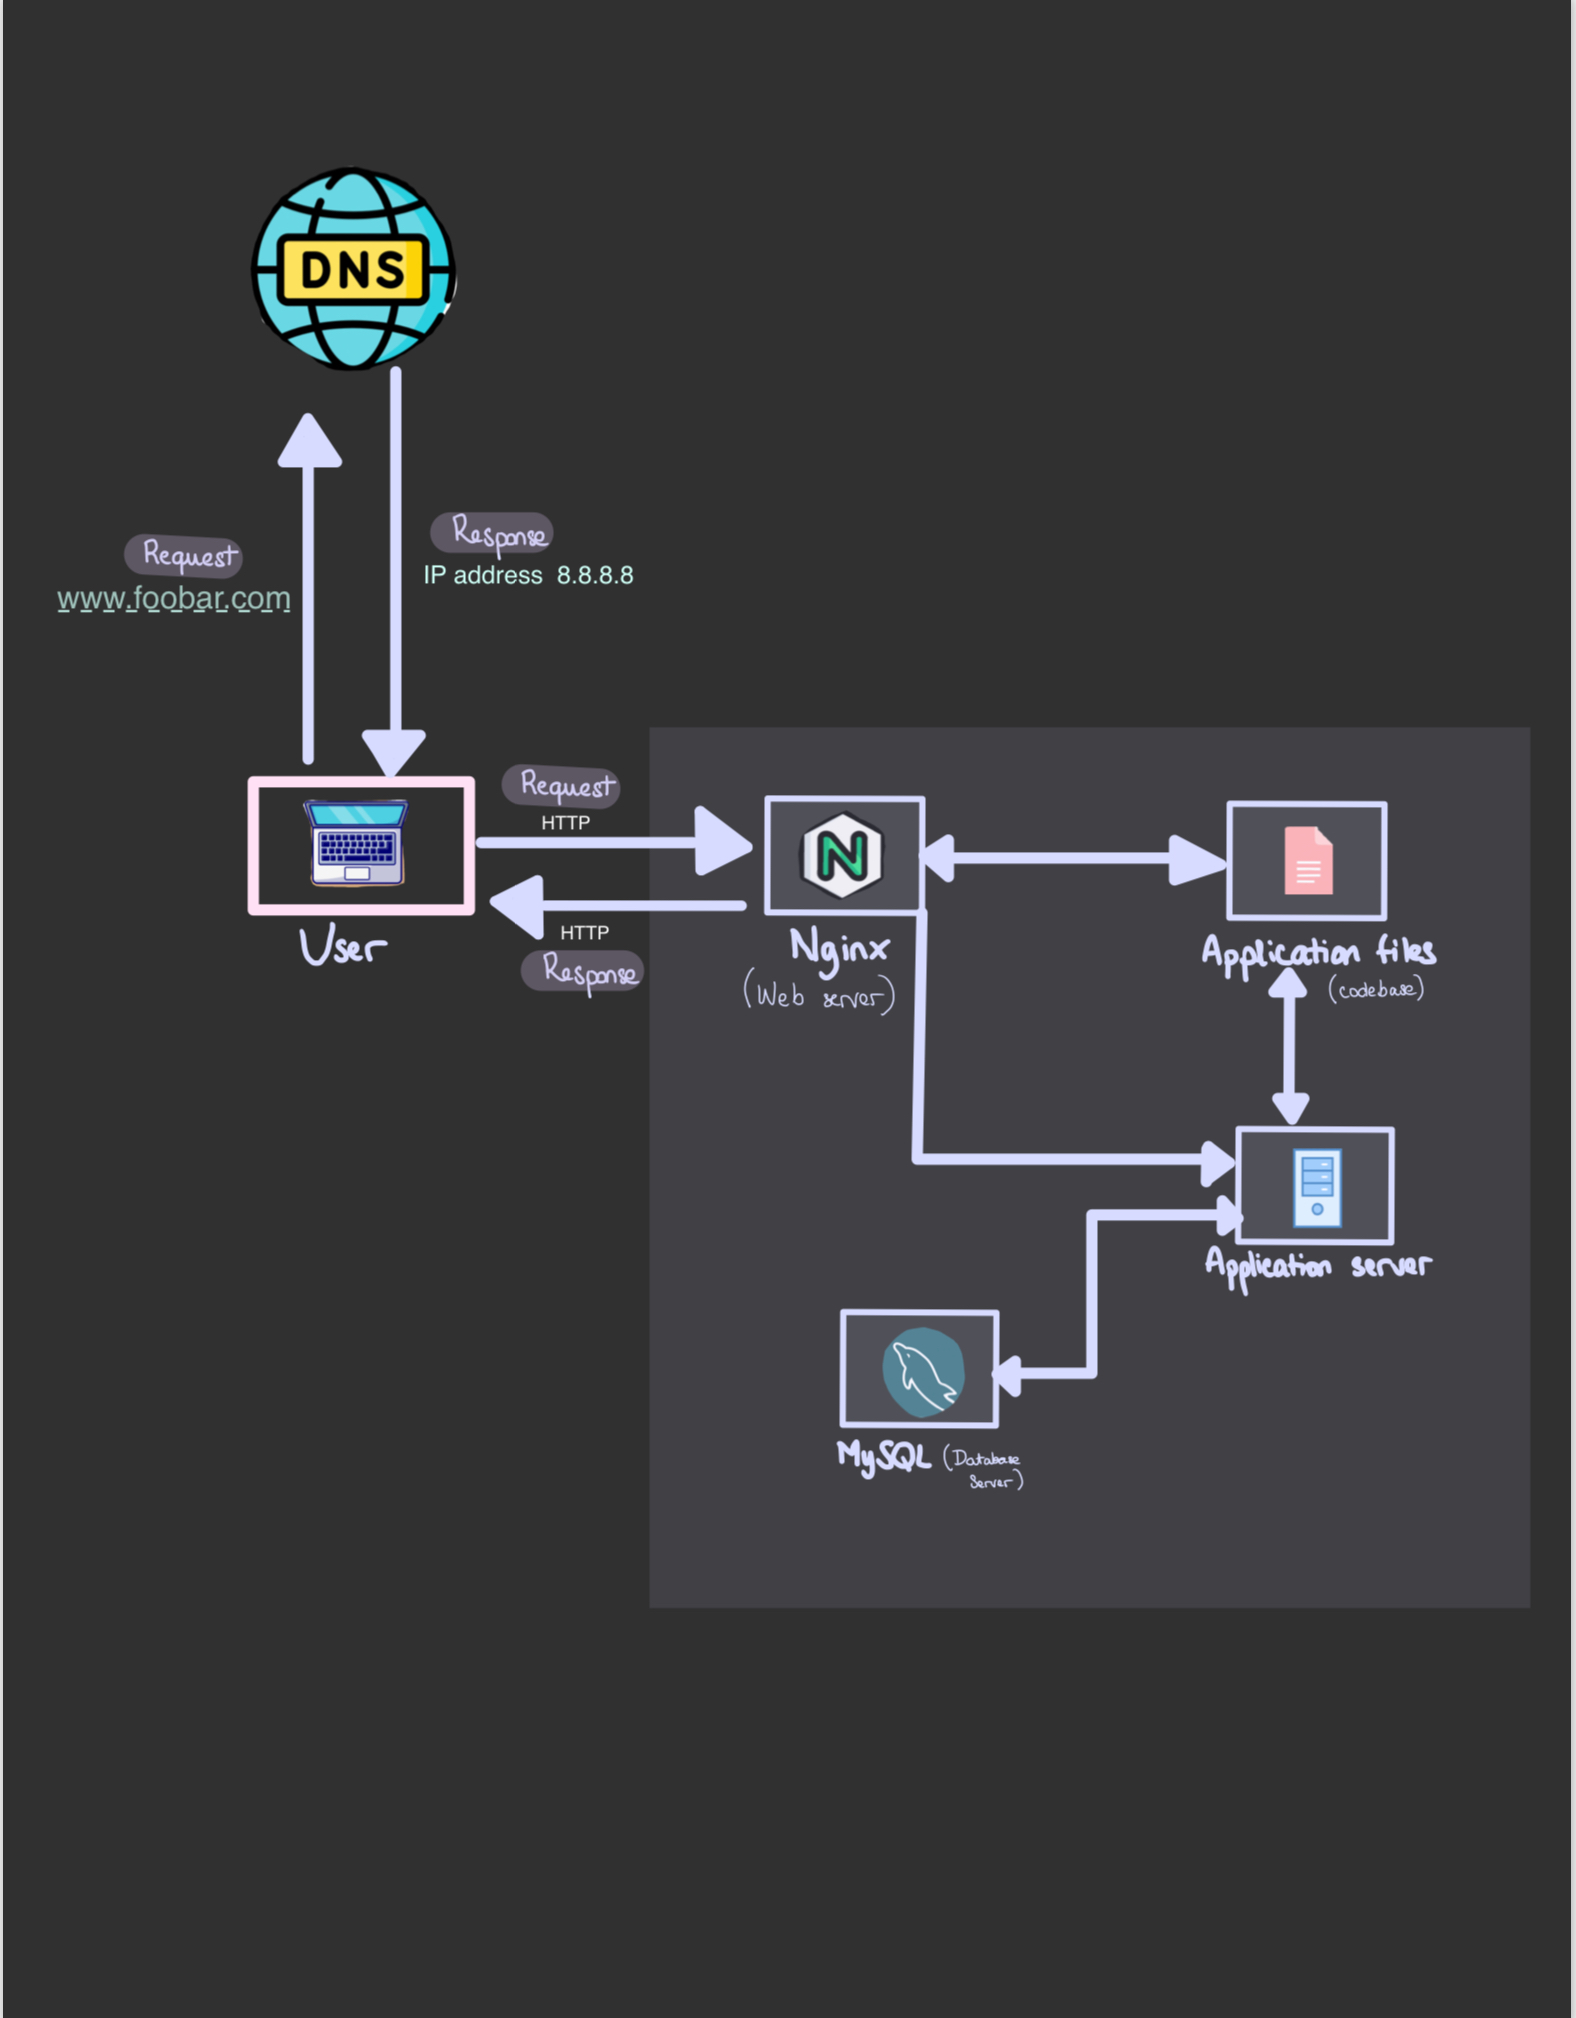 DNS
Request
www.foobar.com
Response
IP address 8.8.8.8
Request
HTTP
HTTP
Response
User
N
Nginx
(Web server)
Application files
(codebase)
Application server
MySQL (Database
Server)